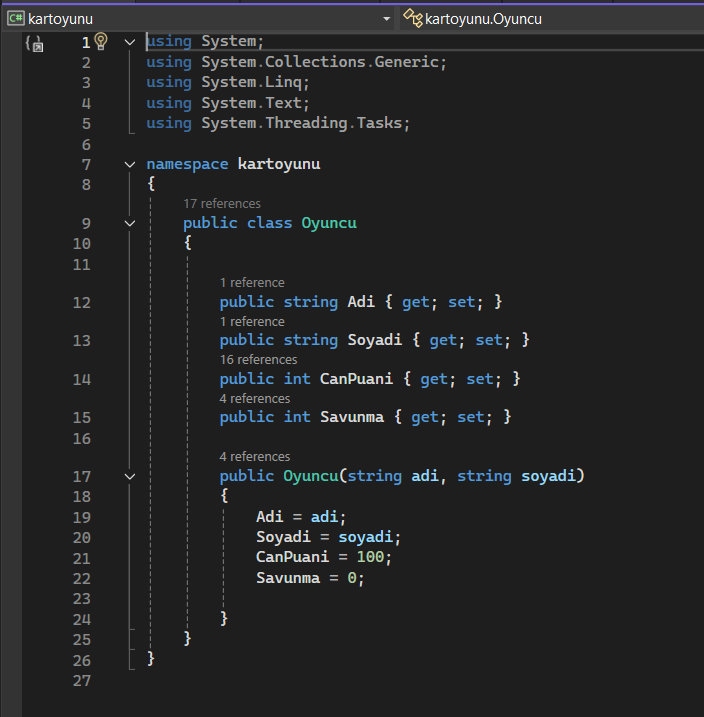 C# kartoyunu kartoyunu.Oyuncu
1 using System;
2 using System.Collections.Generic;
3 using System.Linq;
4 using System.Text;
5 using System.Threading.Tasks;
6
7 namespace kartoyunu
8 {
17 references
9 public class Oyuncu
10 {
11
1 reference
12 public string Adi { get; set; }
1 reference
13 public string Soyadi { get; set; }
16 references
14 public int CanPuani { get; set; }
4 references
15 public int Savunma { get; set; }
16
4 references
17 public Oyuncu(string adi, string soyadi)
18 {
19 Adi = adi;
20 Soyadi = soyadi;
21 CanPuani = 100;
22 Savunma = 0;
23
24 }
25 }
26 }
27